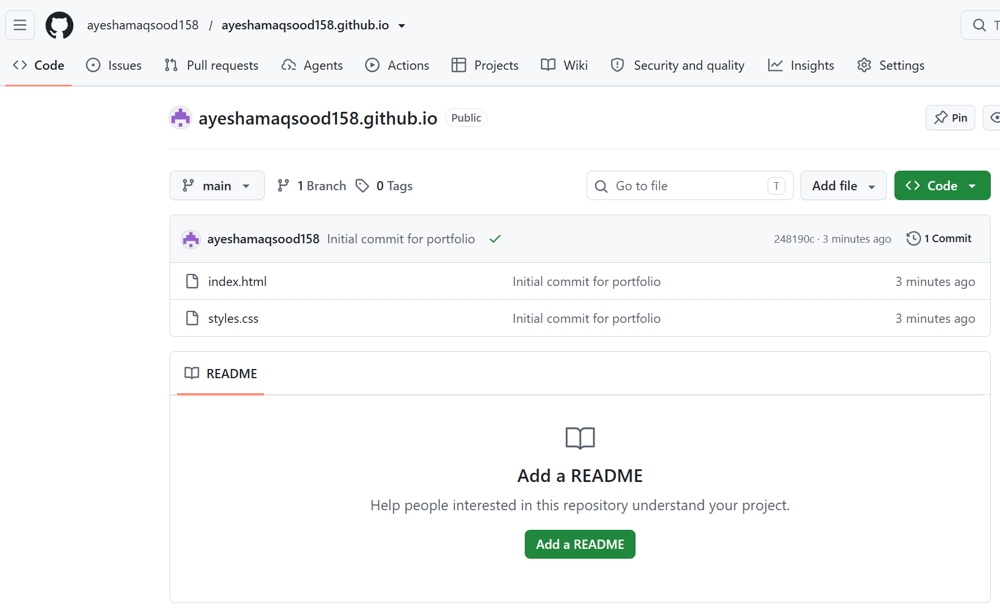 ayeshamaqsood158 / ayeshamaqsood158.github.io
Code Issues Pull requests Agents Actions Projects Wiki Security and quality Insights Settings
ayeshamaqsood158.github.io Public Pin
main 1 Branch 0 Tags Go to file T Add file Code
ayeshamaqsood158 Initial commit for portfolio 248190c · 3 minutes ago 1 Commit
index.html Initial commit for portfolio 3 minutes ago
styles.css Initial commit for portfolio 3 minutes ago
README
Add a README
Help people interested in this repository understand your project.
Add a README